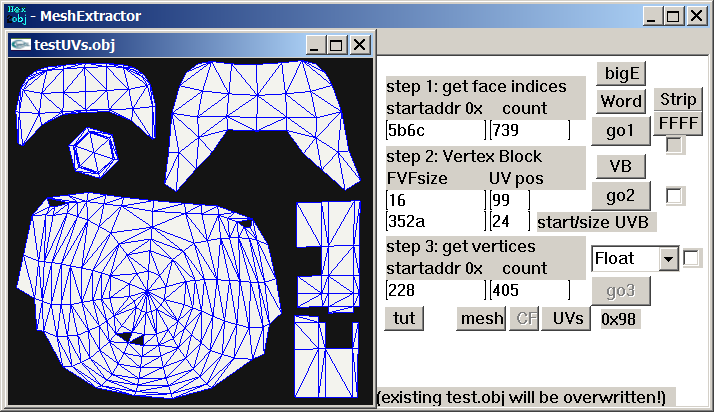 Hex
obj - MeshExtractor
testUVs.obj
bigE
step 1: get face indices
startaddr 0x count
Word
Strip
5b6c 739
go1
FFFF
step 2: Vertex Block
FVFsize UV pos
VB
16 99
go2
352a 24 start/size UVB
step 3: get vertices
startaddr 0x count
Float
228 405
go3
tut mesh CF UVs 0x98
(existing test.obj will be overwritten!)